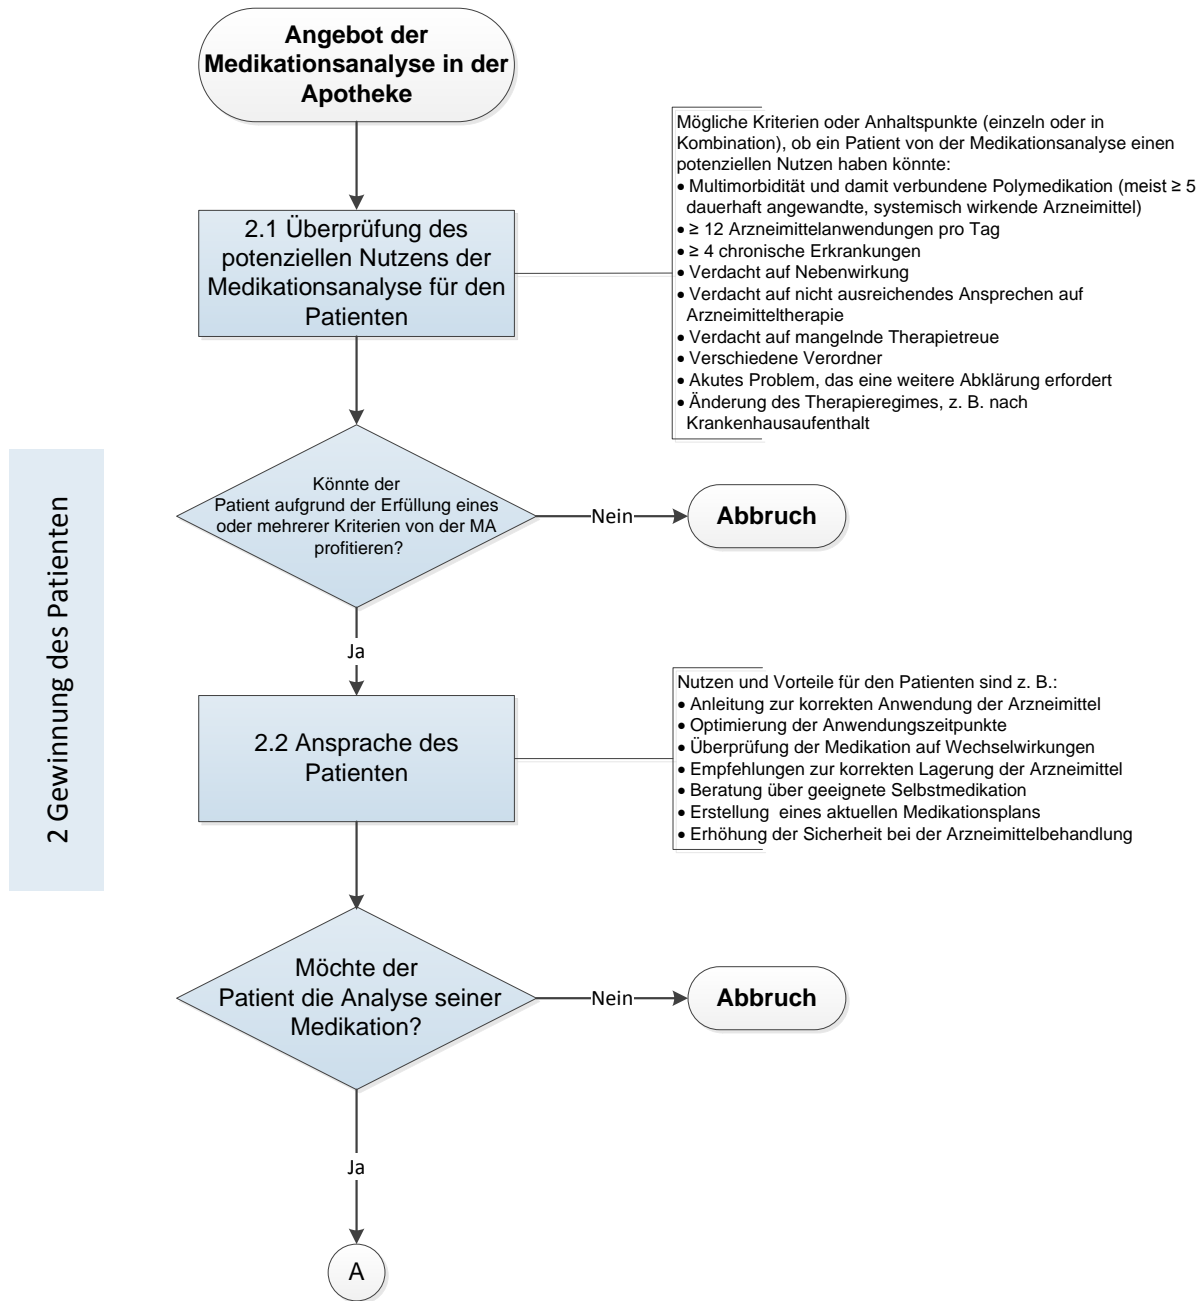 Angebot der
Medikationsanalyse in der
Apotheke
Mögliche Kriterien oder Anhaltspunkte (einzeln oder in
Kombination), ob ein Patient von der Medikationsanalyse einen
potenziellen Nutzen haben könnte:
• Multimorbidität und damit verbundene Polymedikation (meist ≥ 5
dauerhaft angewandte, systemisch wirkende Arzneimittel)
• ≥ 12 Arzneimittelanwendungen pro Tag
• ≥ 4 chronische Erkrankungen
• Verdacht auf Nebenwirkung
• Verdacht auf nicht ausreichendes Ansprechen auf
Arzneimitteltherapie
• Verdacht auf mangelnde Therapietreue
• Verschiedene Verordner
• Akutes Problem, das eine weitere Abklärung erfordert
• Änderung des Therapieregimes, z. B. nach
Krankenhausaufenthalt
2.1 Überprüfung des
potenziellen Nutzens der
Medikationsanalyse für den
Patienten
2 Gewinnung des Patienten
Könnte der
Patient aufgrund der Erfüllung eines
oder mehrerer Kriterien von der MA
profitieren?
Nein
Abbruch
Ja
2.2 Ansprache des
Patienten
Nutzen und Vorteile für den Patienten sind z. B.:
• Anleitung zur korrekten Anwendung der Arzneimittel
• Optimierung der Anwendungszeitpunkte
• Überprüfung der Medikation auf Wechselwirkungen
• Empfehlungen zur korrekten Lagerung der Arzneimittel
• Beratung über geeignete Selbstmedikation
• Erstellung eines aktuellen Medikationsplans
• Erhöhung der Sicherheit bei der Arzneimittelbehandlung
Möchte der
Patient die Analyse seiner
Medikation?
Nein
Abbruch
Ja
A